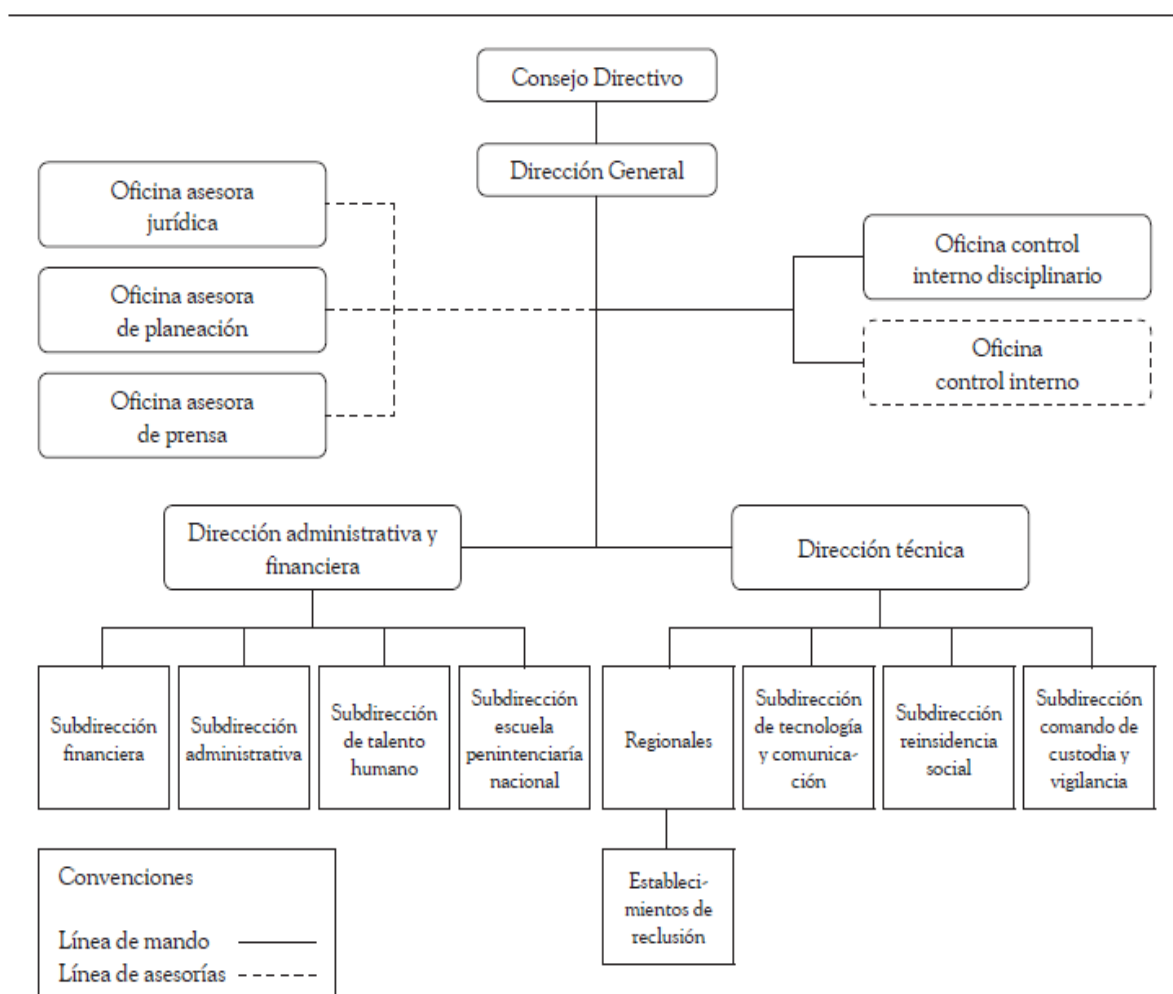 Consejo Directivo
Dirección General
Oficina asesora
jurídica
Oficina asesora
de planeación
Oficina asesora
de prensa
Oficina control
interno disciplinario
Oficina
control interno
Dirección administrativa y
financiera
Dirección técnica
Subdirección
financiera
Subdirección
administrativa
Subdirección
de talento
humano
Subdirección
escuela
penintenciaría
nacional
Regionales
Subdirección
de tecnología
y comunica-
ción
Subdirección
reinsidencia
social
Subdirección
comando de
custodia y
vigilancia
Estableci-
mientos de
reclusión
Convenciones
Línea de mando
Línea de asesorías